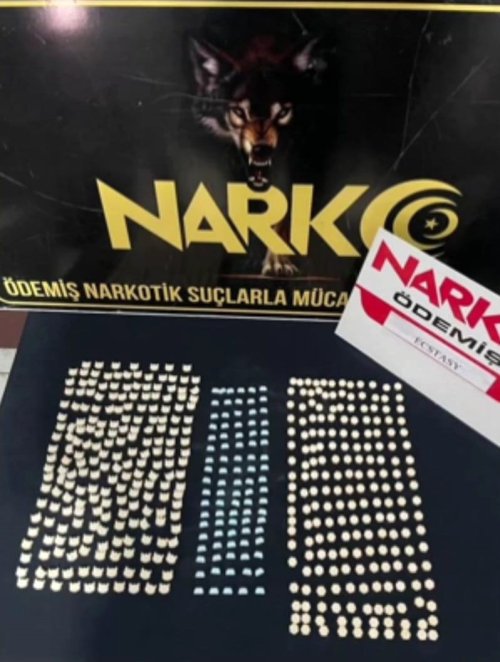 NARKO
ÖDEMİŞ NARKOTİK SUÇLARLA MÜCA
NARK
ÖDEMİŞ
ECSTASY